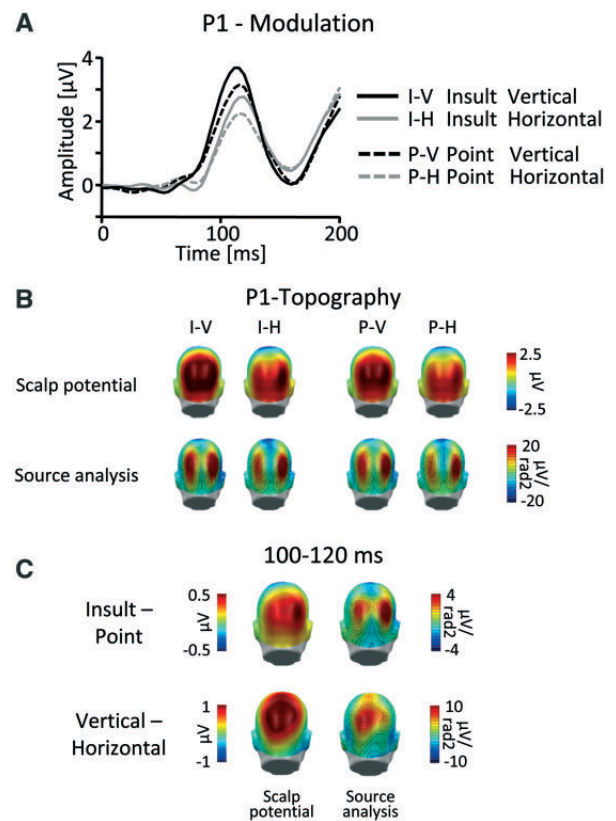 A
P1 - Modulation
Amplitude [µV]
4
2
0
0
100
200
Time [ms]
I-V Insult Vertical
I-H Insult Horizontal
P-V Point Vertical
P-H Point Horizontal
B
P1-Topography
I-V I-H P-V P-H
Scalp potential
2.5
µV
-2.5
Source analysis
20
µV/
rad2
-20
C
100-120 ms
Insult –
Point
0.5
µV
-0.5
4
µV/
rad2
-4
Vertical –
Horizontal
1
µV
-1
10
µV/
rad2
-10
Scalp
potential
Source
analysis